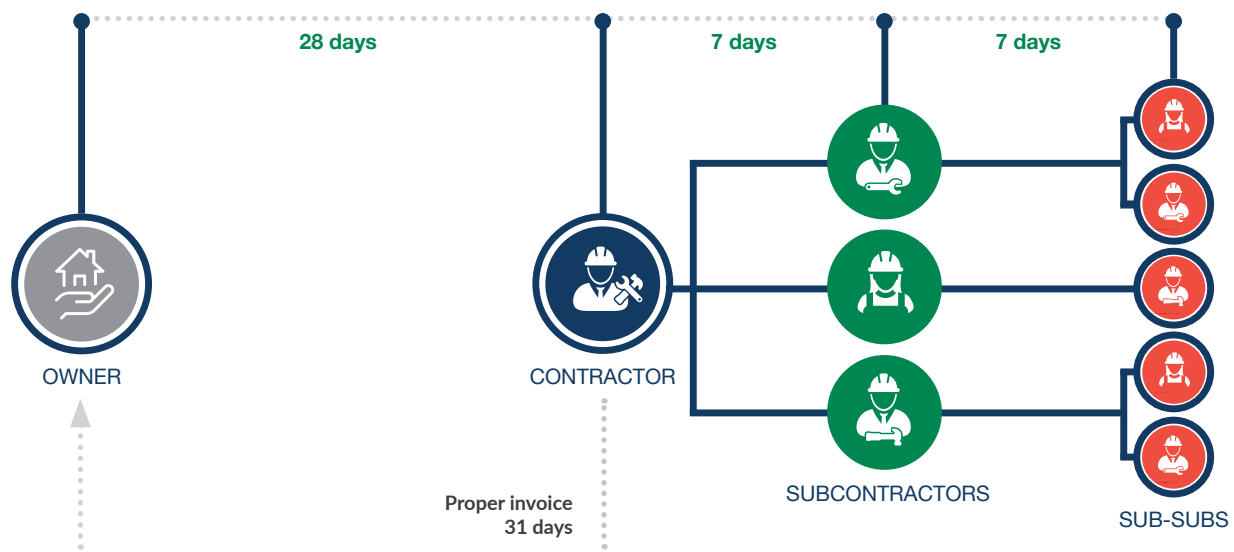 28 days
7 days
7 days
OWNER
CONTRACTOR
SUBCONTRACTORS
Proper invoice
31 days
SUB-SUBS